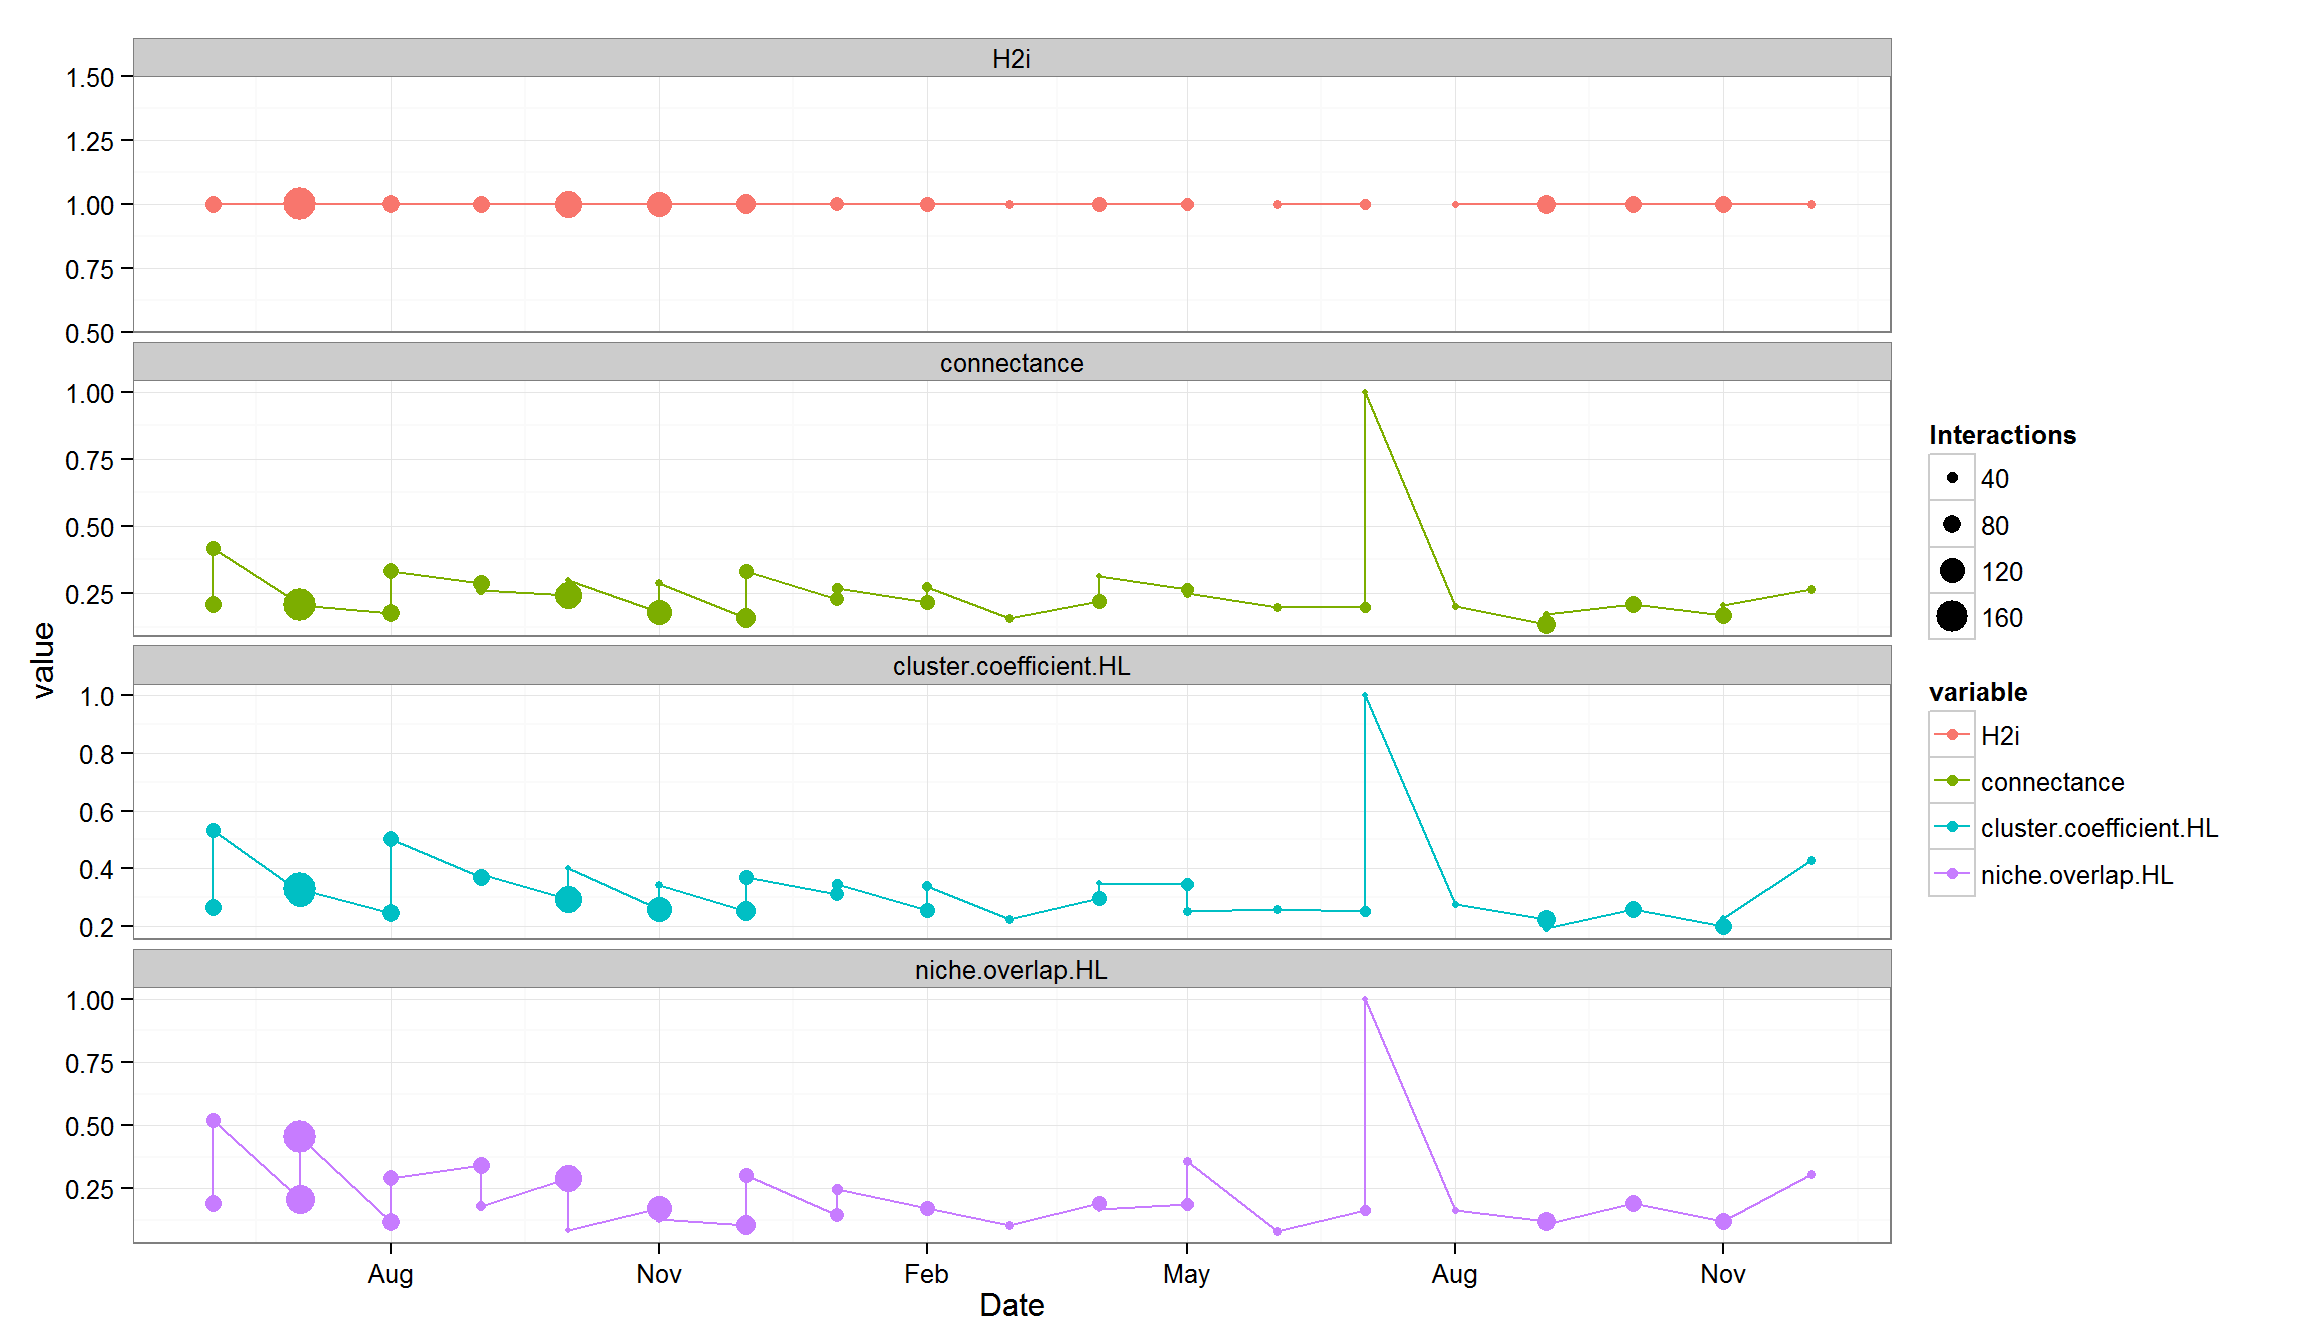 H2i
1.50
1.25
1.00
0.75
0.50
connectance
1.00
0.75
0.50
0.25
cluster.coefficient.HL
1.0
0.8
0.6
0.4
0.2
niche.overlap.HL
1.00
0.75
0.50
0.25
value
Aug Nov Feb May Aug Nov
Date
Interactions
40
80
120
160
variable
H2i
connectance
cluster.coefficient.HL
niche.overlap.HL